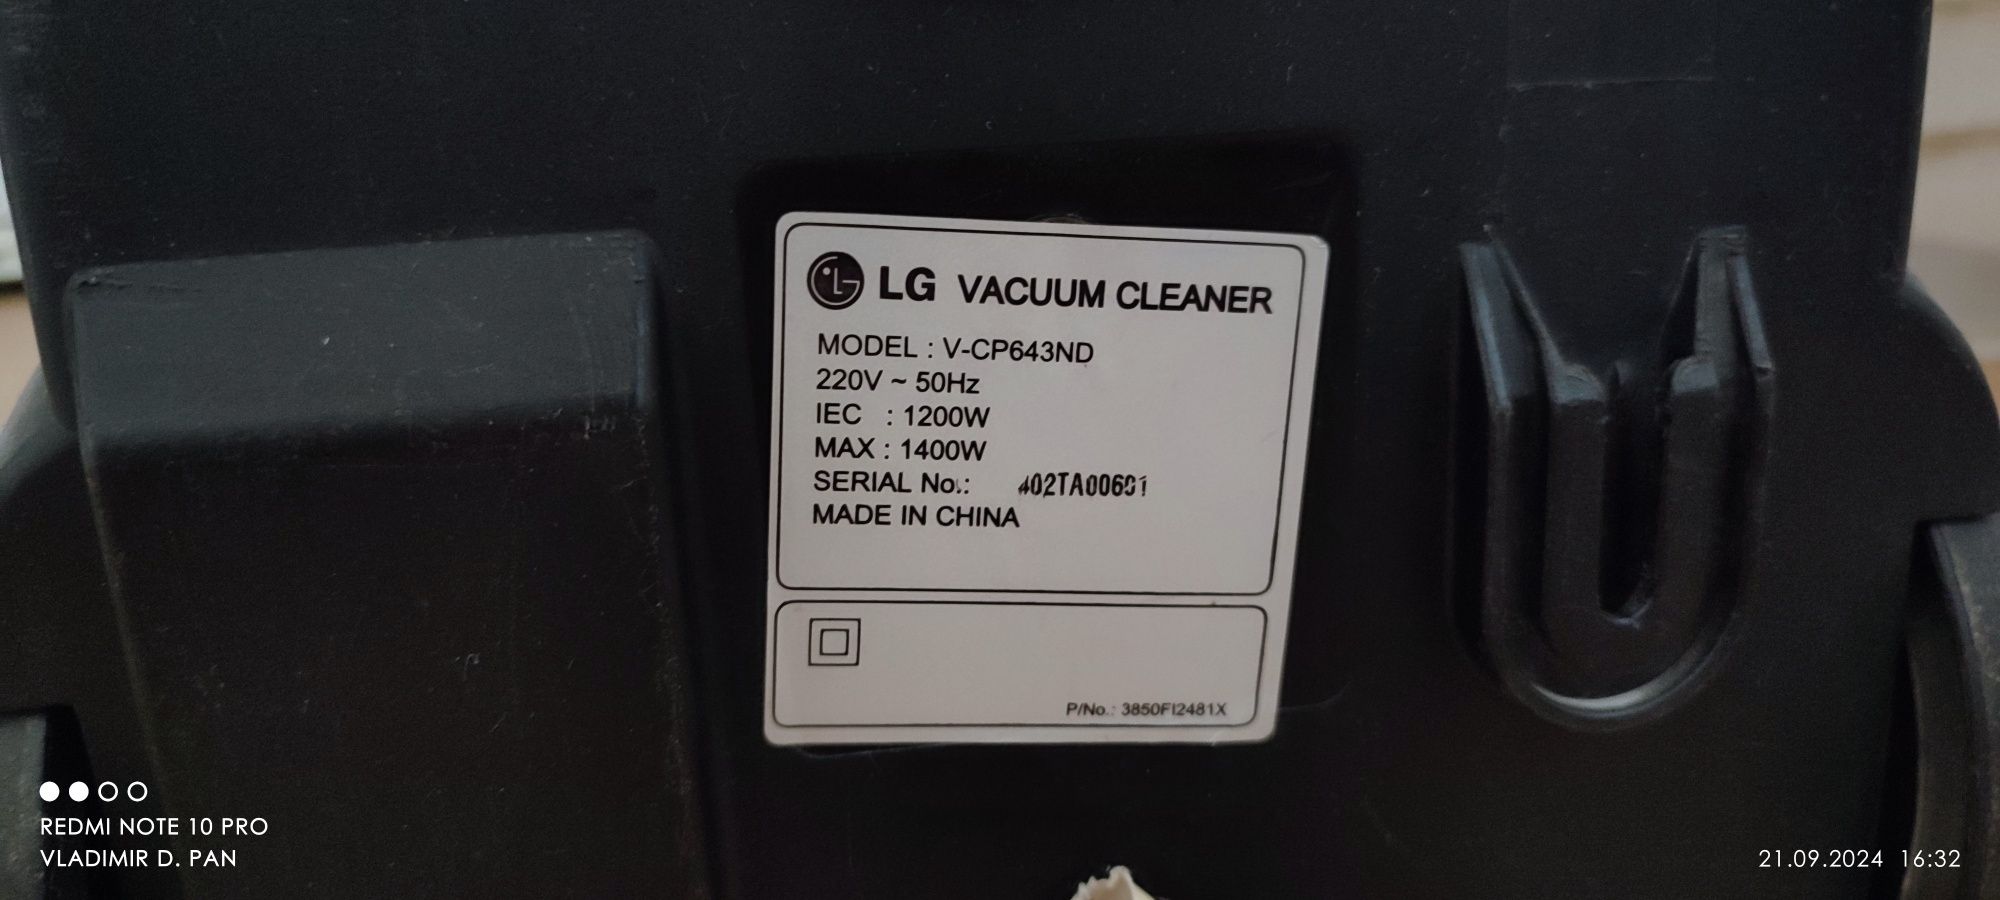 LG VACUUM CLEANER
MODEL : V-CP643ND
220V ~ 50Hz
IEC : 1200W
MAX : 1400W
SERIAL No.: 402TA00691
MADE IN CHINA
P/No.: 3850FI2481X
REDMI NOTE 10 PRO
VLADIMIR D. PAN
21.09.2024 16:32